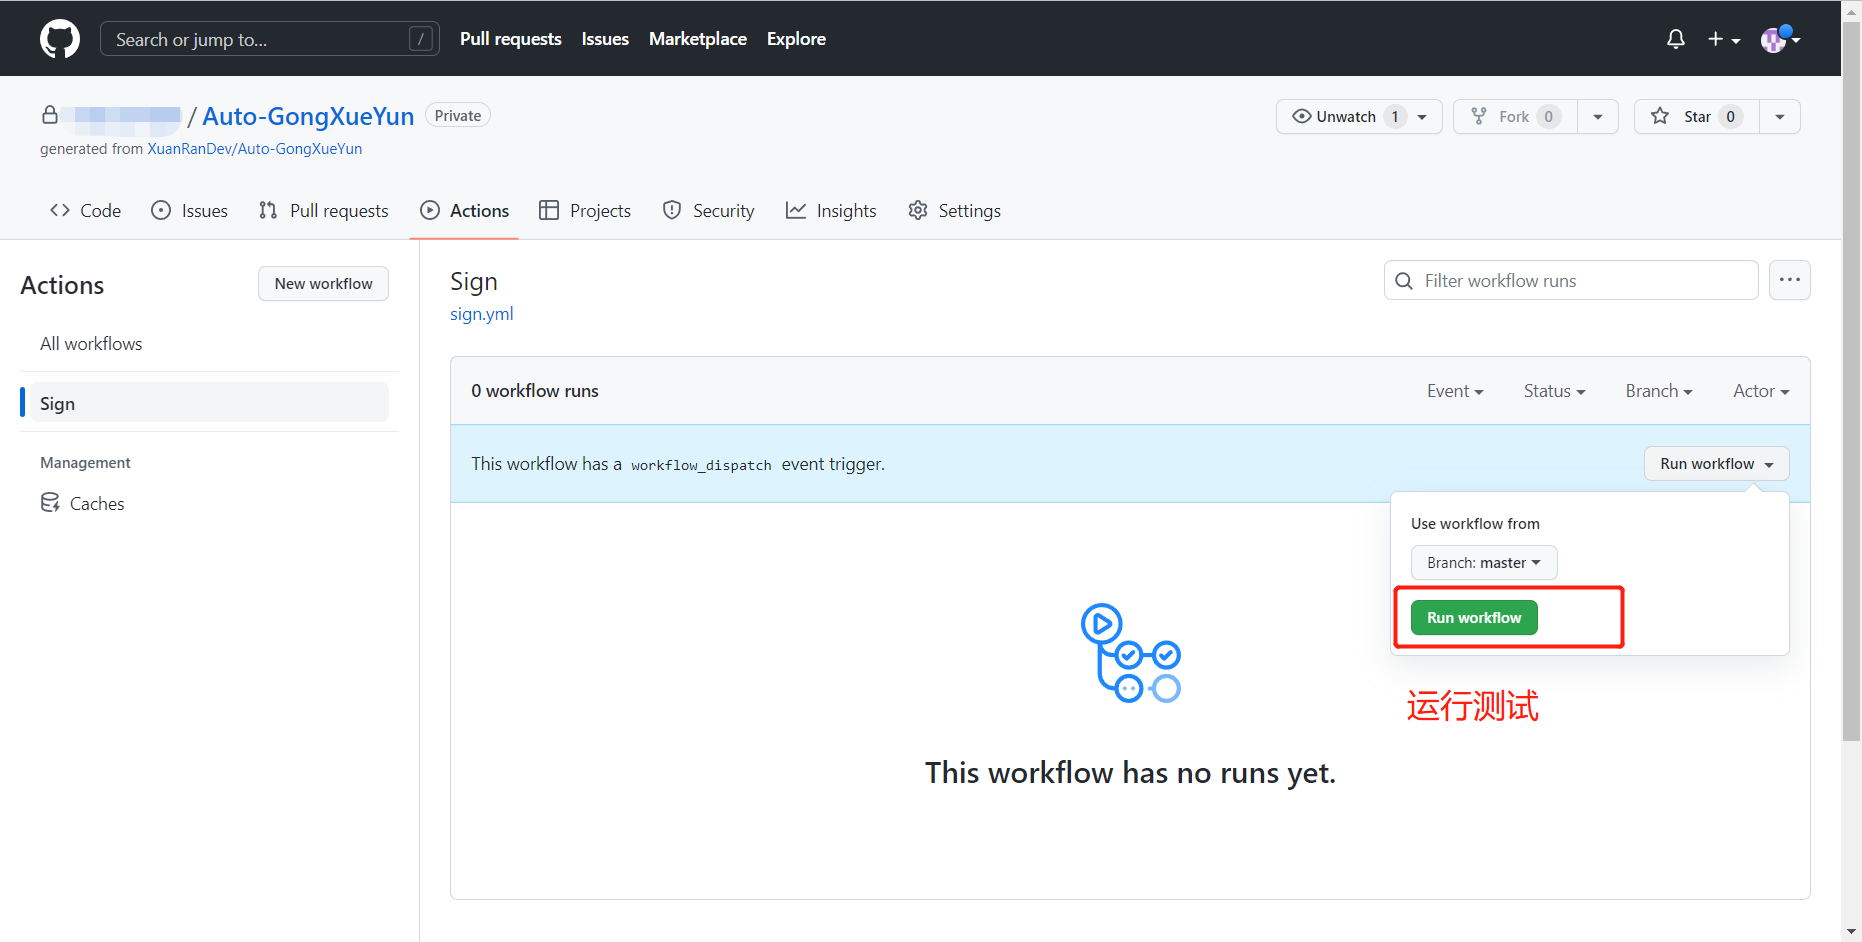 Search or jump to... /
Pull requests Issues Marketplace Explore
/ Auto-GongXueYun Private
Unwatch 1 Fork 0 Star 0
generated from XuanRanDev/Auto-GongXueYun
Code Issues Pull requests Actions Projects Security Insights Settings
Actions
New workflow
All workflows
Sign
Management
Caches
Sign
sign.yml
Filter workflow runs
0 workflow runs
Event Status Branch Actor
This workflow has a workflow_dispatch event trigger.
Run workflow
Use workflow from
Branch: master
Run workflow
运行测试
This workflow has no runs yet.